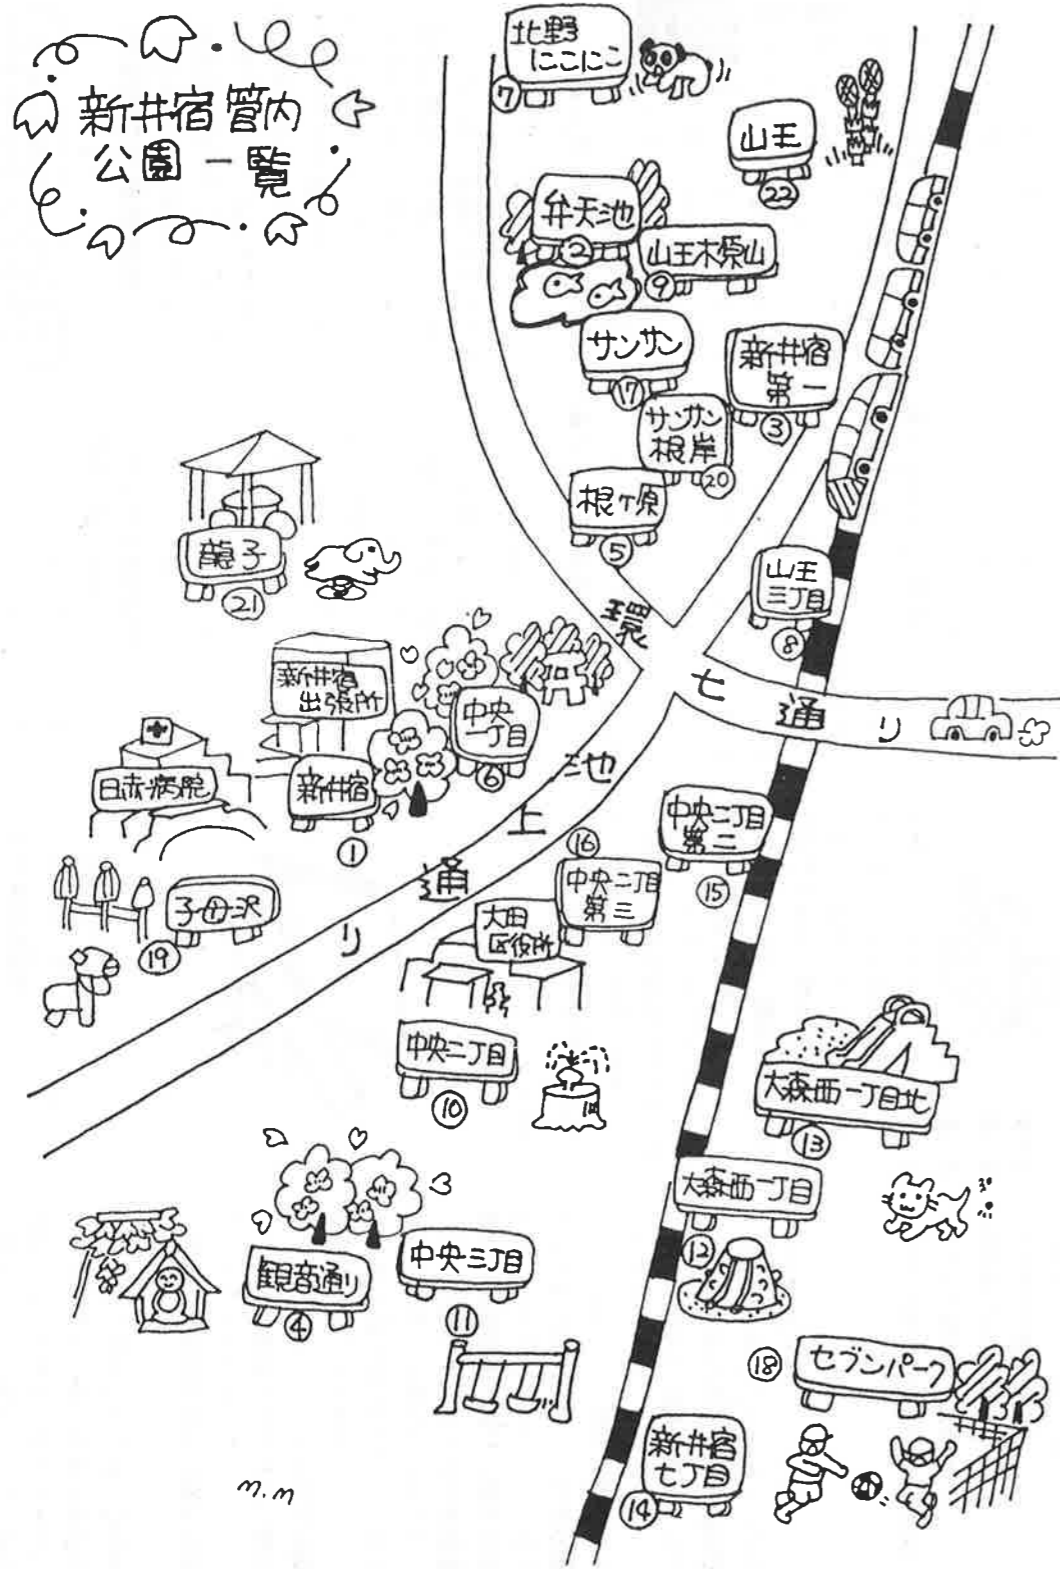 新井宿管内
公園一覧
北野
にこにこ
⑦
山王
㉒
弁天池
②
山王木原山
⑨
サンサン
⑰
新井宿
第一
③
サンサン
根岸
⑳
根ヶ原
⑤
龍子
㉑
山王
三丁目
⑧
環七通り
新井宿
出張所
中央
一丁目
⑥
日赤病院
新井宿
①
池上通り
中央二丁目
第二
⑮
⑯
中央二丁目
第三
大田
区役所
子母沢
⑲
中央二丁目
⑩
大森西一丁目北
⑬
大森西一丁目
⑫
観音通り
④
中央三丁目
⑪
⑱
セブンパーク
新井宿
七丁目
⑭
m.m